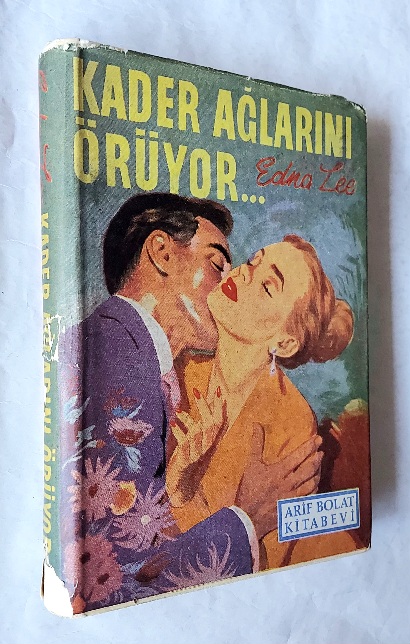 KADER AĞLARINI
ÖRÜYOR...
Edna Lee
ARİF BOLAT
KİTABEVİ
KADER AĞLARINI ÖRÜYOR